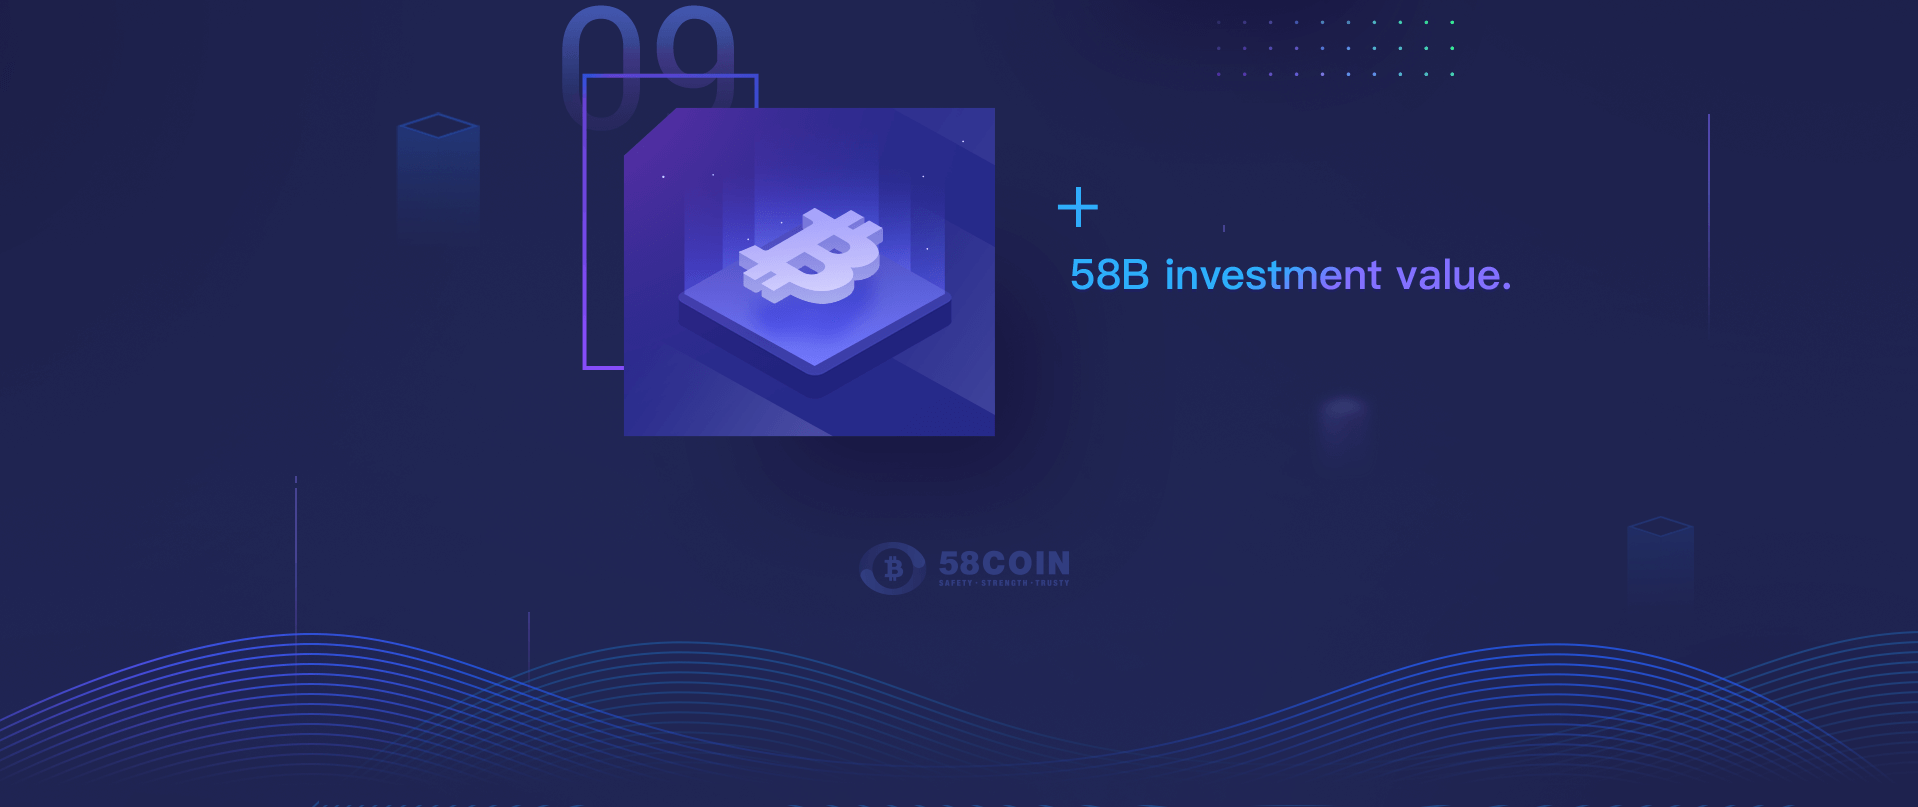 09
58B investment value.
58COIN
SAFETY · STRENGTH · TRUSTY